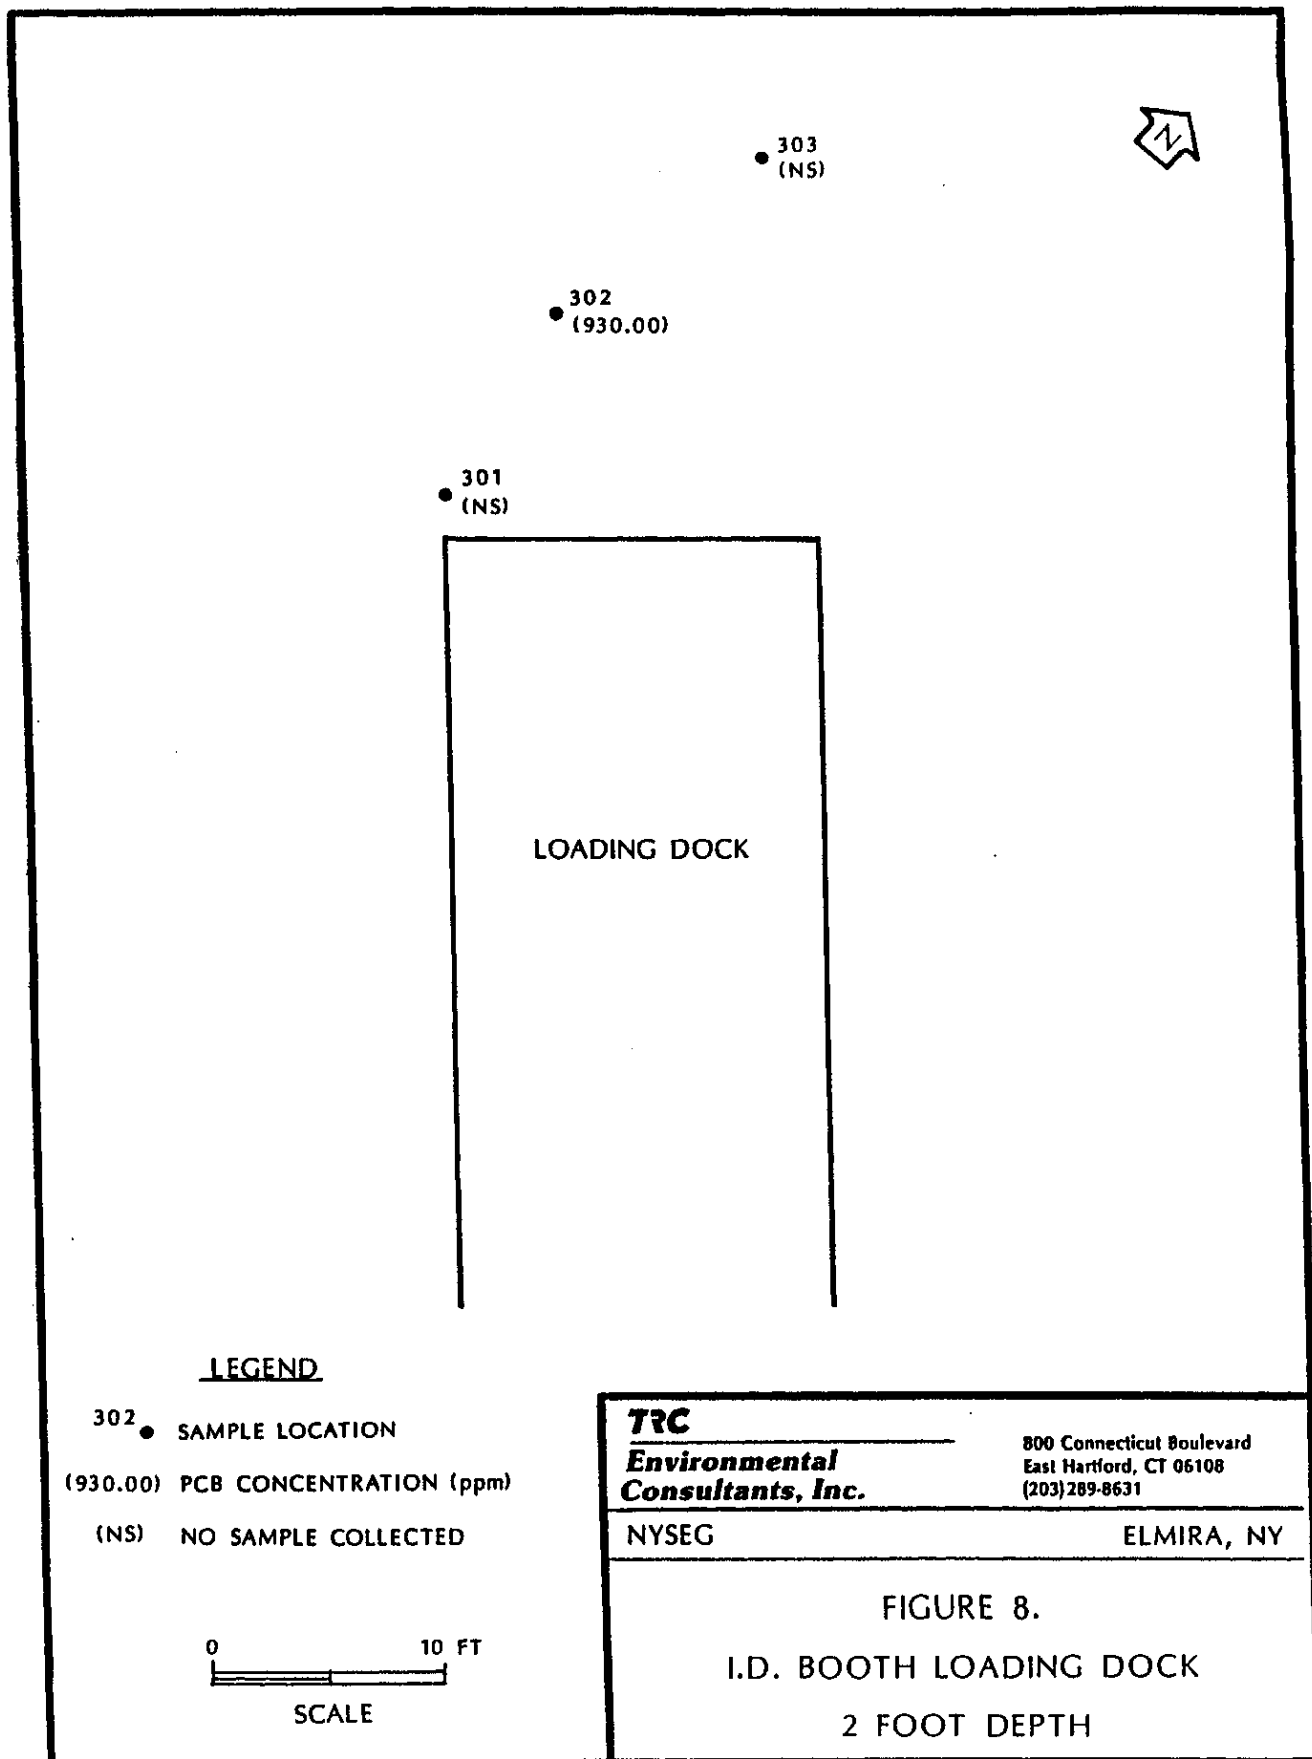 N
303
(NS)
302
(930.00)
301
(NS)
LOADING DOCK
LEGEND
302 SAMPLE LOCATION
(930.00) PCB CONCENTRATION (ppm)
(NS) NO SAMPLE COLLECTED
0 10 FT
SCALE
TRC
Environmental
Consultants, Inc.
800 Connecticut Boulevard
East Hartford, CT 06108
(203)289-8631
NYSEG ELMIRA, NY
FIGURE 8.
I.D. BOOTH LOADING DOCK
2 FOOT DEPTH